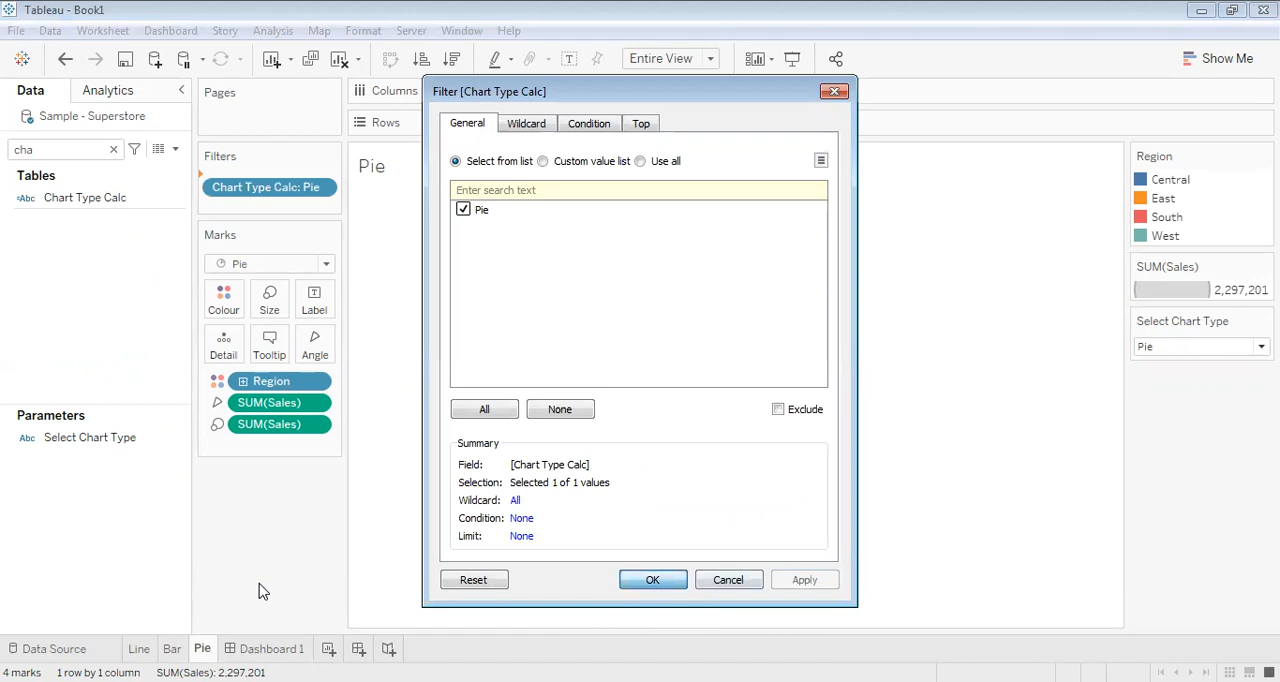 Tableau - Book1
File Data Worksheet Dashboard Story Analysis Map Format Server Window Help
Entire View
Show Me
Data Analytics
Sample - Superstore
cha
Tables
=Abc Chart Type Calc
Parameters
Abc Select Chart Type
Pages
Filters
Chart Type Calc: Pie
Marks
Pie
Colour Size Label
Detail Tooltip Angle
Region
SUM(Sales)
SUM(Sales)
Columns
Rows
Pie
Filter [Chart Type Calc]
General Wildcard Condition Top
Select from list Custom value list Use all
Enter search text
Pie
All None Exclude
Summary
Field: [Chart Type Calc]
Selection: Selected 1 of 1 values
Wildcard: All
Condition: None
Limit: None
Reset OK Cancel Apply
Region
Central
East
South
West
SUM(Sales)
2,297,201
Select Chart Type
Pie
Data Source Line Bar Pie Dashboard 1
4 marks 1 row by 1 column SUM(Sales): 2,297,201